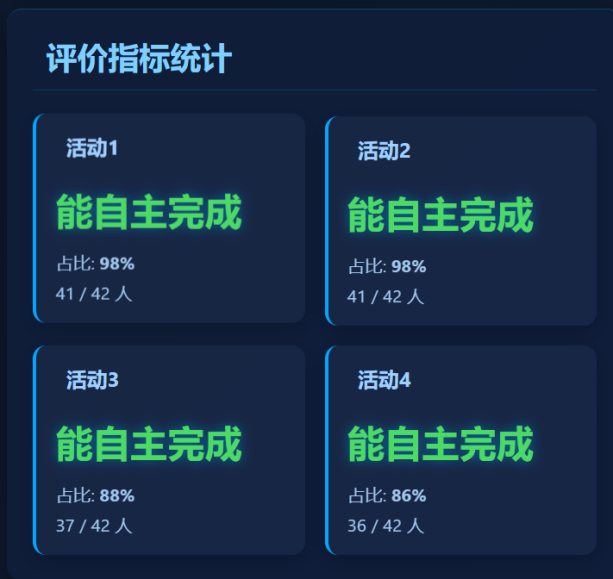 评价指标统计
活动1
能自主完成
占比: 98%
41 / 42 人
活动2
能自主完成
占比: 98%
41 / 42 人
活动3
能自主完成
占比: 88%
37 / 42 人
活动4
能自主完成
占比: 86%
36 / 42 人